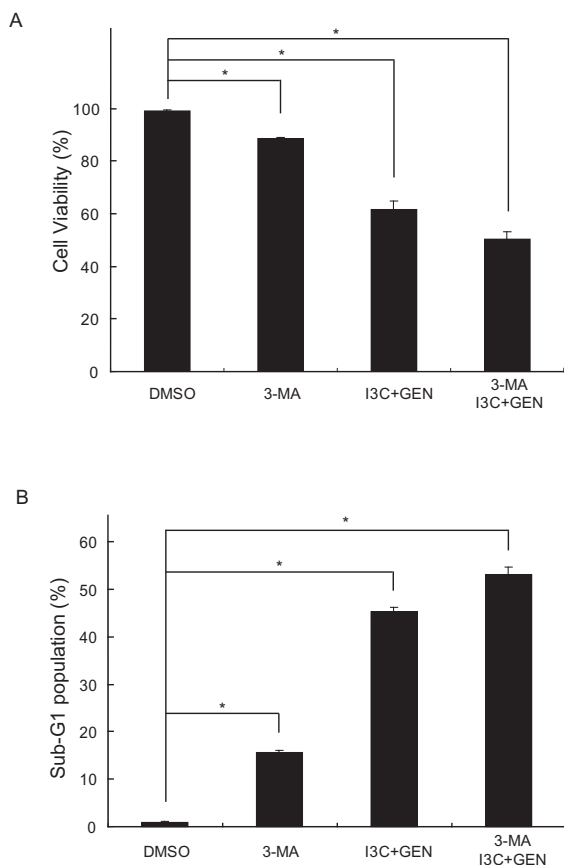 A
*
*
*
Cell Viability (%)
100
80
60
40
20
0
DMSO
3-MA
I3C+GEN
3-MA
I3C+GEN
B
*
*
*
Sub-G1 population (%)
60
50
40
30
20
10
0
DMSO
3-MA
I3C+GEN
3-MA
I3C+GEN